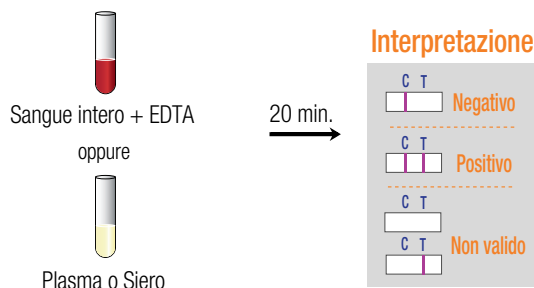 Sangue intero + EDTA
oppure
Plasma o Siero
20 min.
Interpretazione
C T
Negativo
C T
Positivo
C T
C T
Non valido